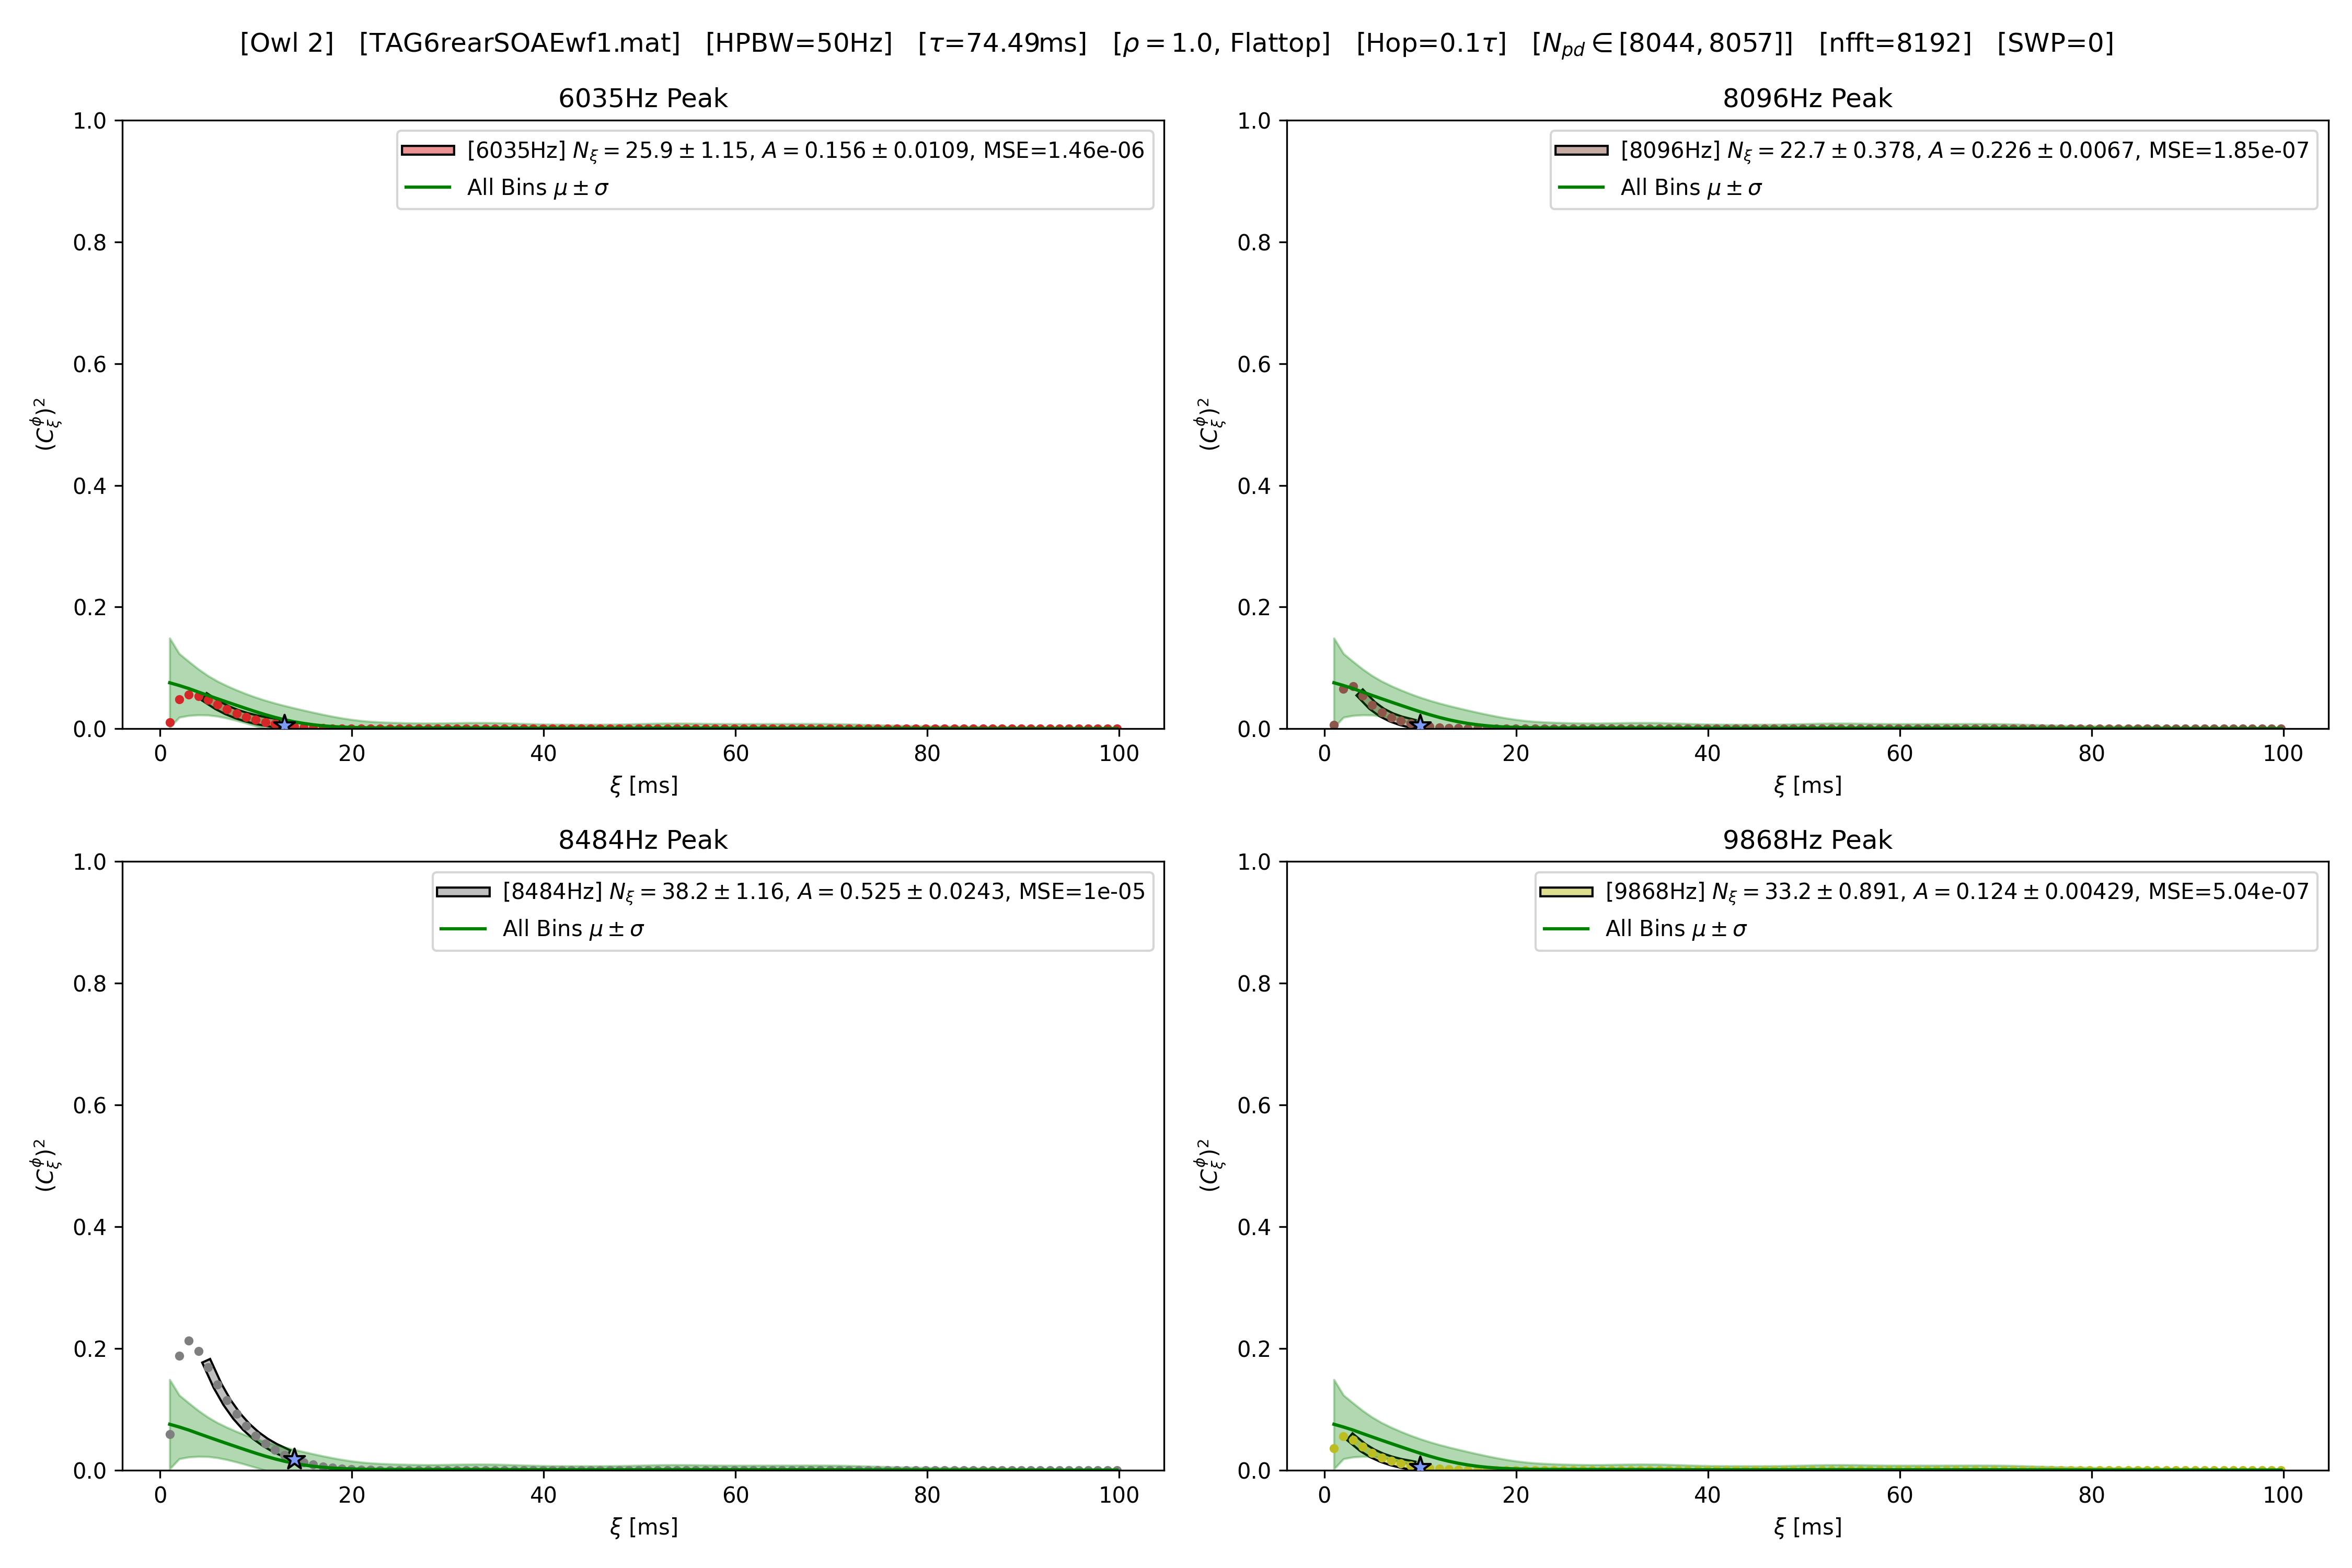 [Owl 2] [TAG6rearSOAEwf1.mat] [HPBW=50Hz] [τ=74.49ms] [ρ = 1.0, Flattop] [Hop=0.1τ] [N_pd ∈ [8044, 8057]] [nfft=8192] [SWP=0]
6035Hz Peak
[6035Hz] N_ξ = 25.9 ± 1.15, A = 0.156 ± 0.0109, MSE=1.46e-06
All Bins μ ± σ
1.0
0.8
0.6
0.4
0.2
0.0
(C_ξ^ϕ)²
0 20 40 60 80 100
ξ [ms]
8096Hz Peak
[8096Hz] N_ξ = 22.7 ± 0.378, A = 0.226 ± 0.0067, MSE=1.85e-07
All Bins μ ± σ
1.0
0.8
0.6
0.4
0.2
0.0
(C_ξ^ϕ)²
0 20 40 60 80 100
ξ [ms]
8484Hz Peak
[8484Hz] N_ξ = 38.2 ± 1.16, A = 0.525 ± 0.0243, MSE=1e-05
All Bins μ ± σ
1.0
0.8
0.6
0.4
0.2
0.0
(C_ξ^ϕ)²
0 20 40 60 80 100
ξ [ms]
9868Hz Peak
[9868Hz] N_ξ = 33.2 ± 0.891, A = 0.124 ± 0.00429, MSE=5.04e-07
All Bins μ ± σ
1.0
0.8
0.6
0.4
0.2
0.0
(C_ξ^ϕ)²
0 20 40 60 80 100
ξ [ms]